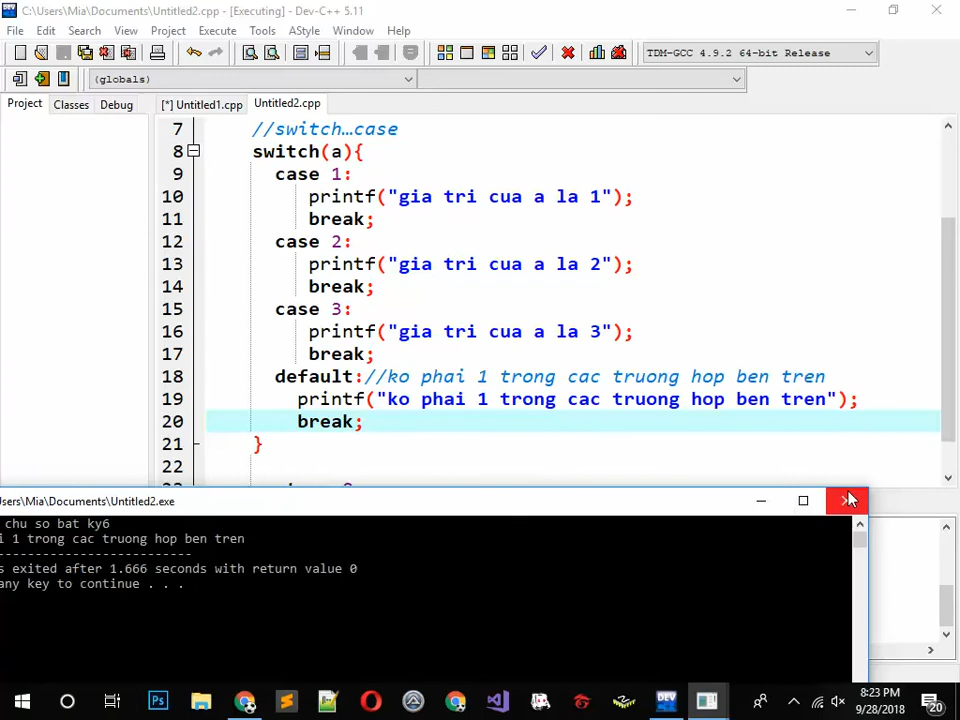 C:\Users\Mia\Documents\Untitled2.cpp - [Executing] - Dev-C++ 5.11
File Edit Search View Project Execute Tools AStyle Window Help
TDM-GCC 4.9.2 64-bit Release
(globals)
Project Classes Debug [*] Untitled1.cpp Untitled2.cpp
7 //switch…case
8 switch(a){
9 case 1:
10 printf("gia tri cua a la 1");
11 break;
12 case 2:
13 printf("gia tri cua a la 2");
14 break;
15 case 3:
16 printf("gia tri cua a la 3");
17 break;
18 default://ko phai 1 trong cac truong hop ben tren
19 printf("ko phai 1 trong cac truong hop ben tren");
20 break;
21 }
22
sers\Mia\Documents\Untitled2.exe
chu so bat ky6
i 1 trong cac truong hop ben tren
--------------------------
s exited after 1.666 seconds with return value 0
any key to continue . . .
Ps
DEV
8:23 PM
9/28/2018
20